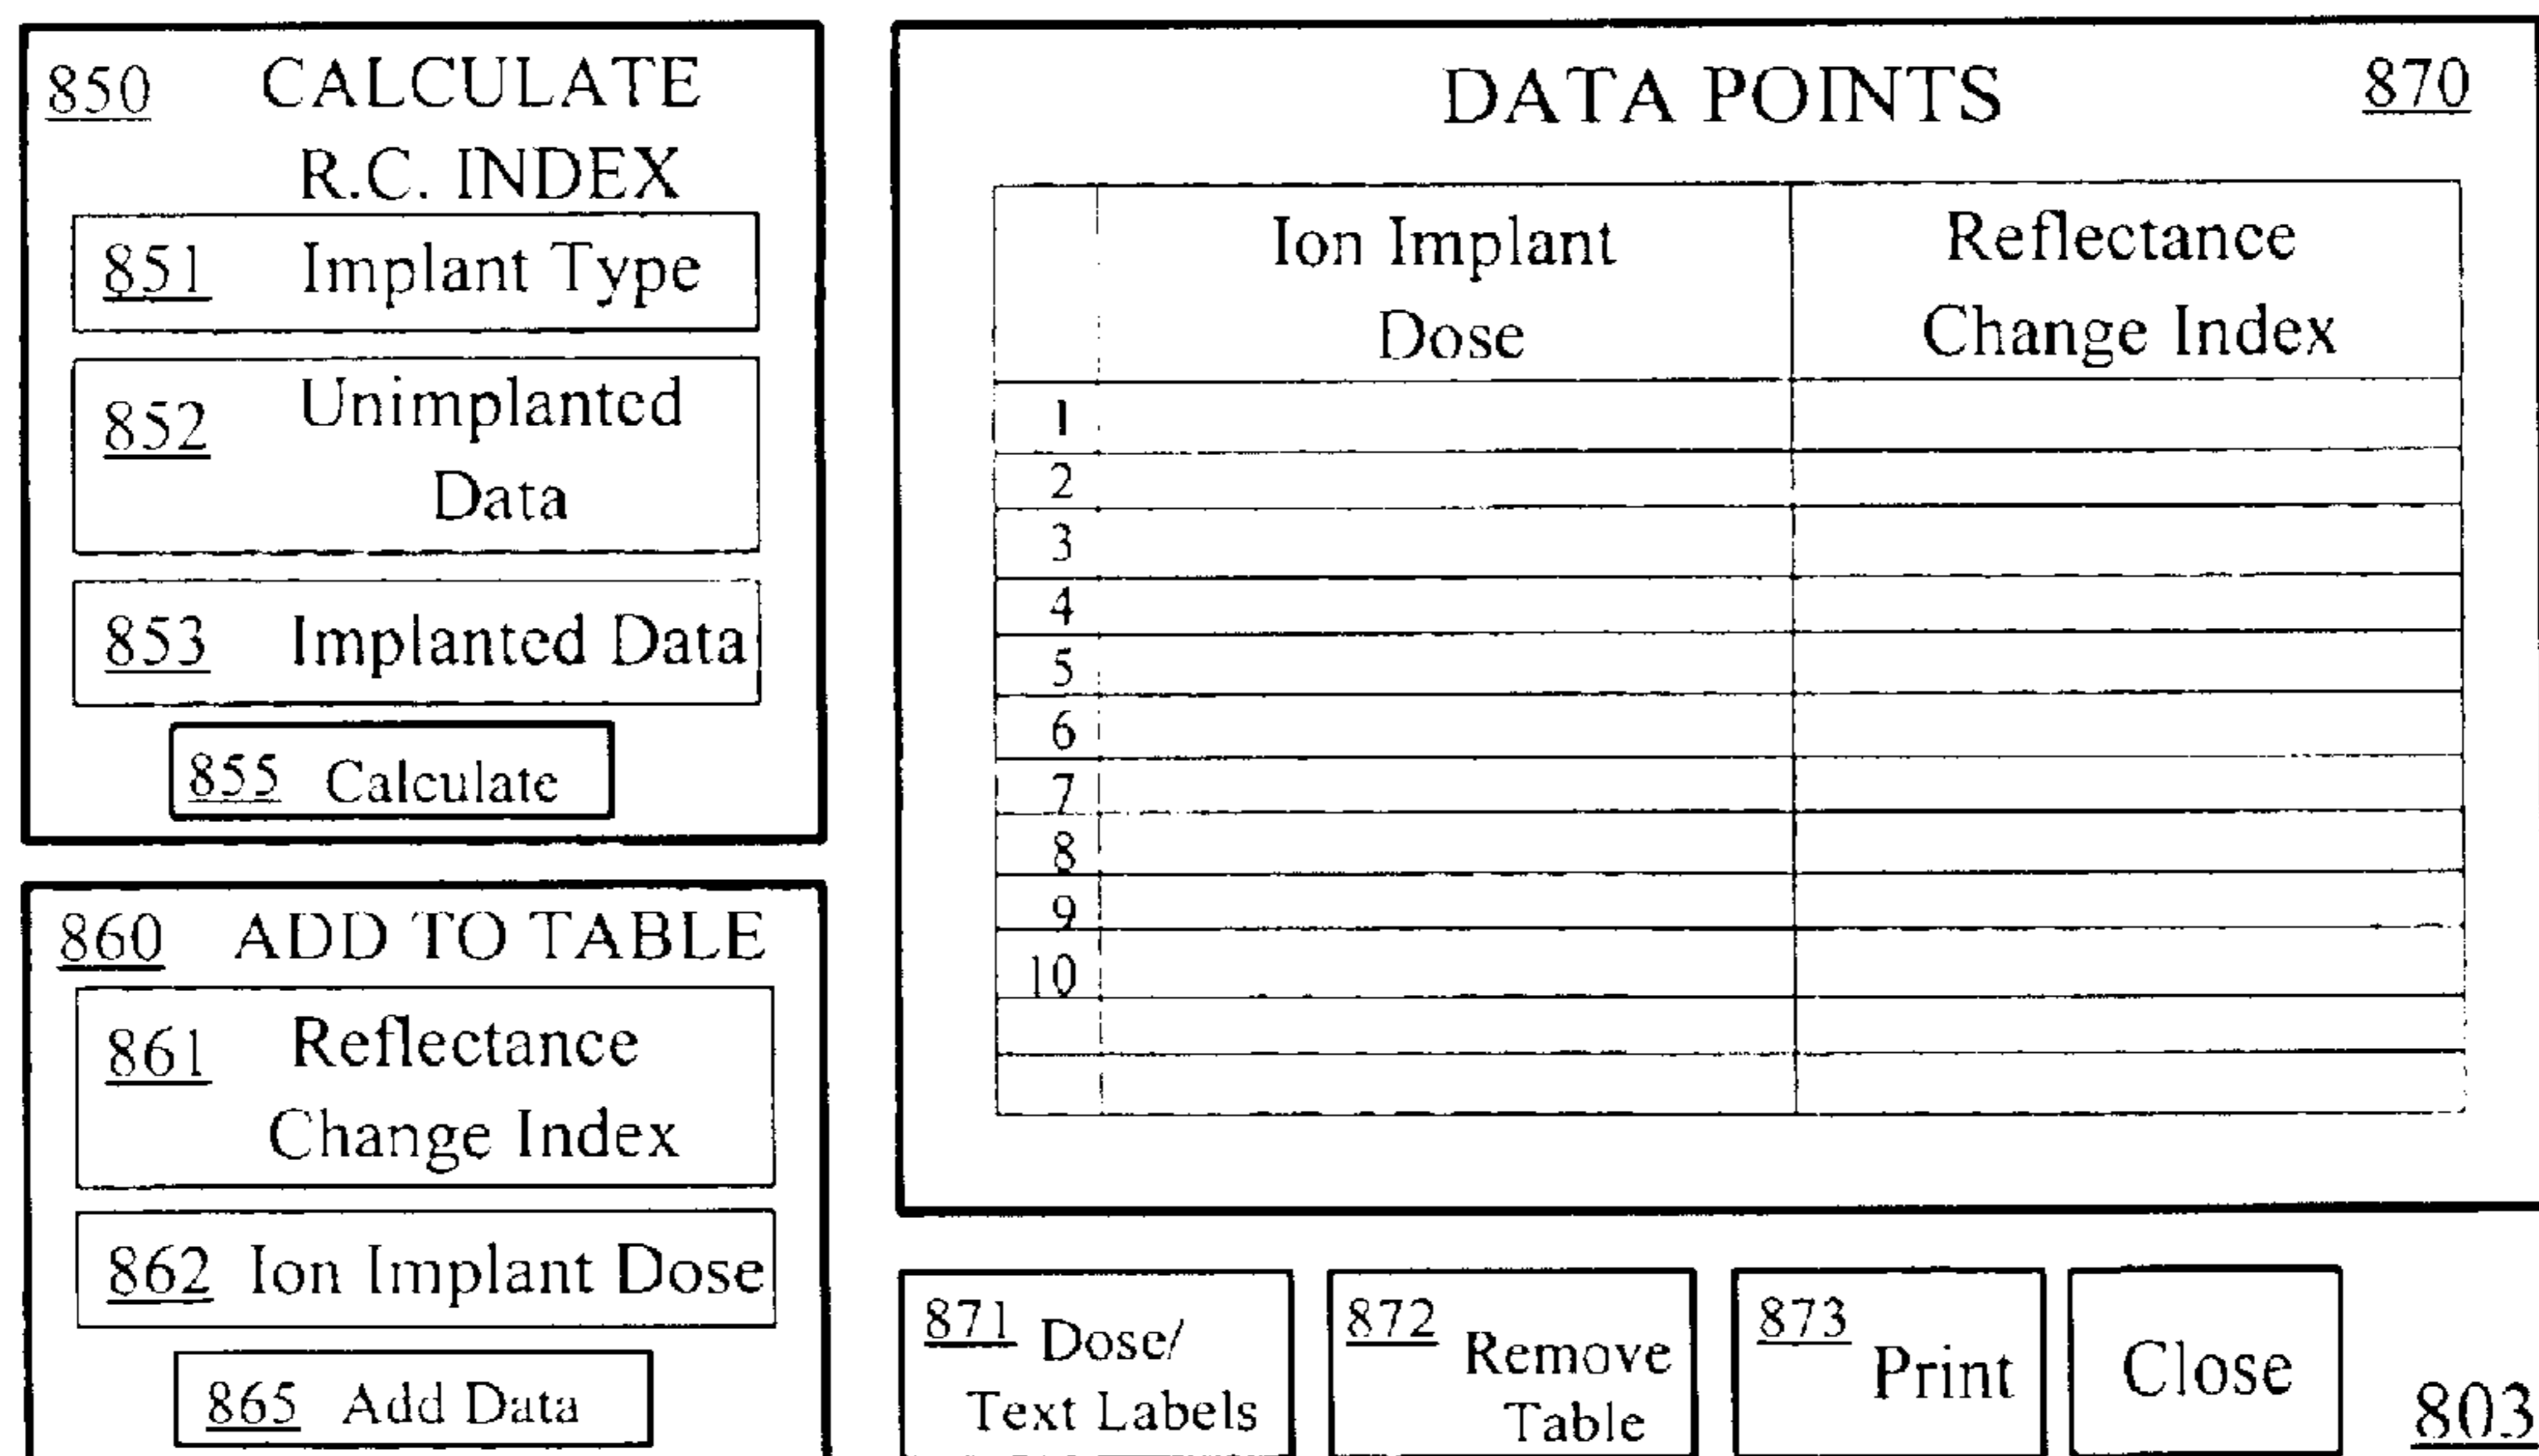 850 CALCULATE
R.C. INDEX
851 Implant Type
852 Unimplanted
Data
853 Implanted Data
855 Calculate
860 ADD TO TABLE
861 Reflectance
Change Index
862 Ion Implant Dose
865 Add Data
DATA POINTS 870
Ion Implant
Dose
Reflectance
Change Index
1
2
3
4
5
6
7
8
9
10
871 Dose/
Text Labels
872 Remove
Table
873 Print
Close
803